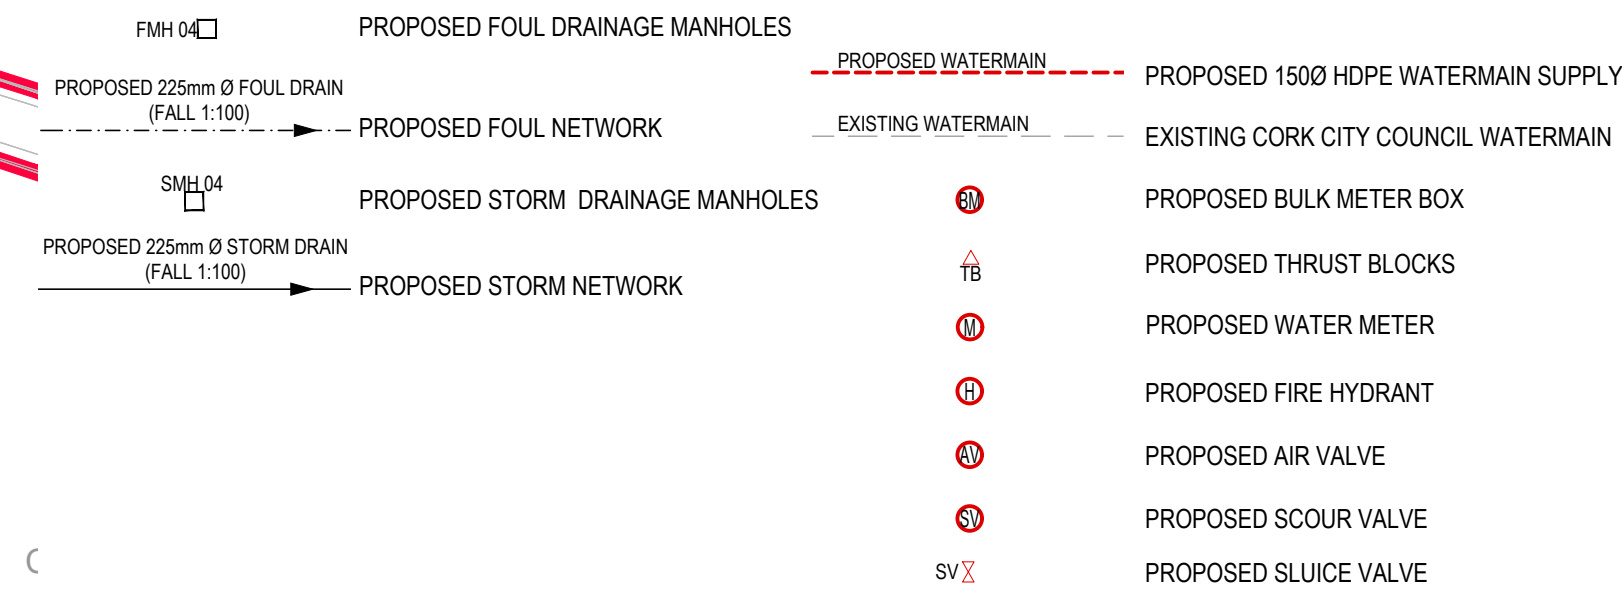 FMH 04
PROPOSED FOUL DRAINAGE MANHOLES
PROPOSED 225mm Ø FOUL DRAIN
(FALL 1:100)
PROPOSED FOUL NETWORK
SMH 04
PROPOSED STORM DRAINAGE MANHOLES
PROPOSED 225mm Ø STORM DRAIN
(FALL 1:100)
PROPOSED STORM NETWORK
PROPOSED WATERMAIN
PROPOSED 150Ø HDPE WATERMAIN SUPPLY
EXISTING WATERMAIN
EXISTING CORK CITY COUNCIL WATERMAIN
BM
PROPOSED BULK METER BOX
TB
PROPOSED THRUST BLOCKS
M
PROPOSED WATER METER
H
PROPOSED FIRE HYDRANT
AV
PROPOSED AIR VALVE
SV
PROPOSED SCOUR VALVE
SV
PROPOSED SLUICE VALVE